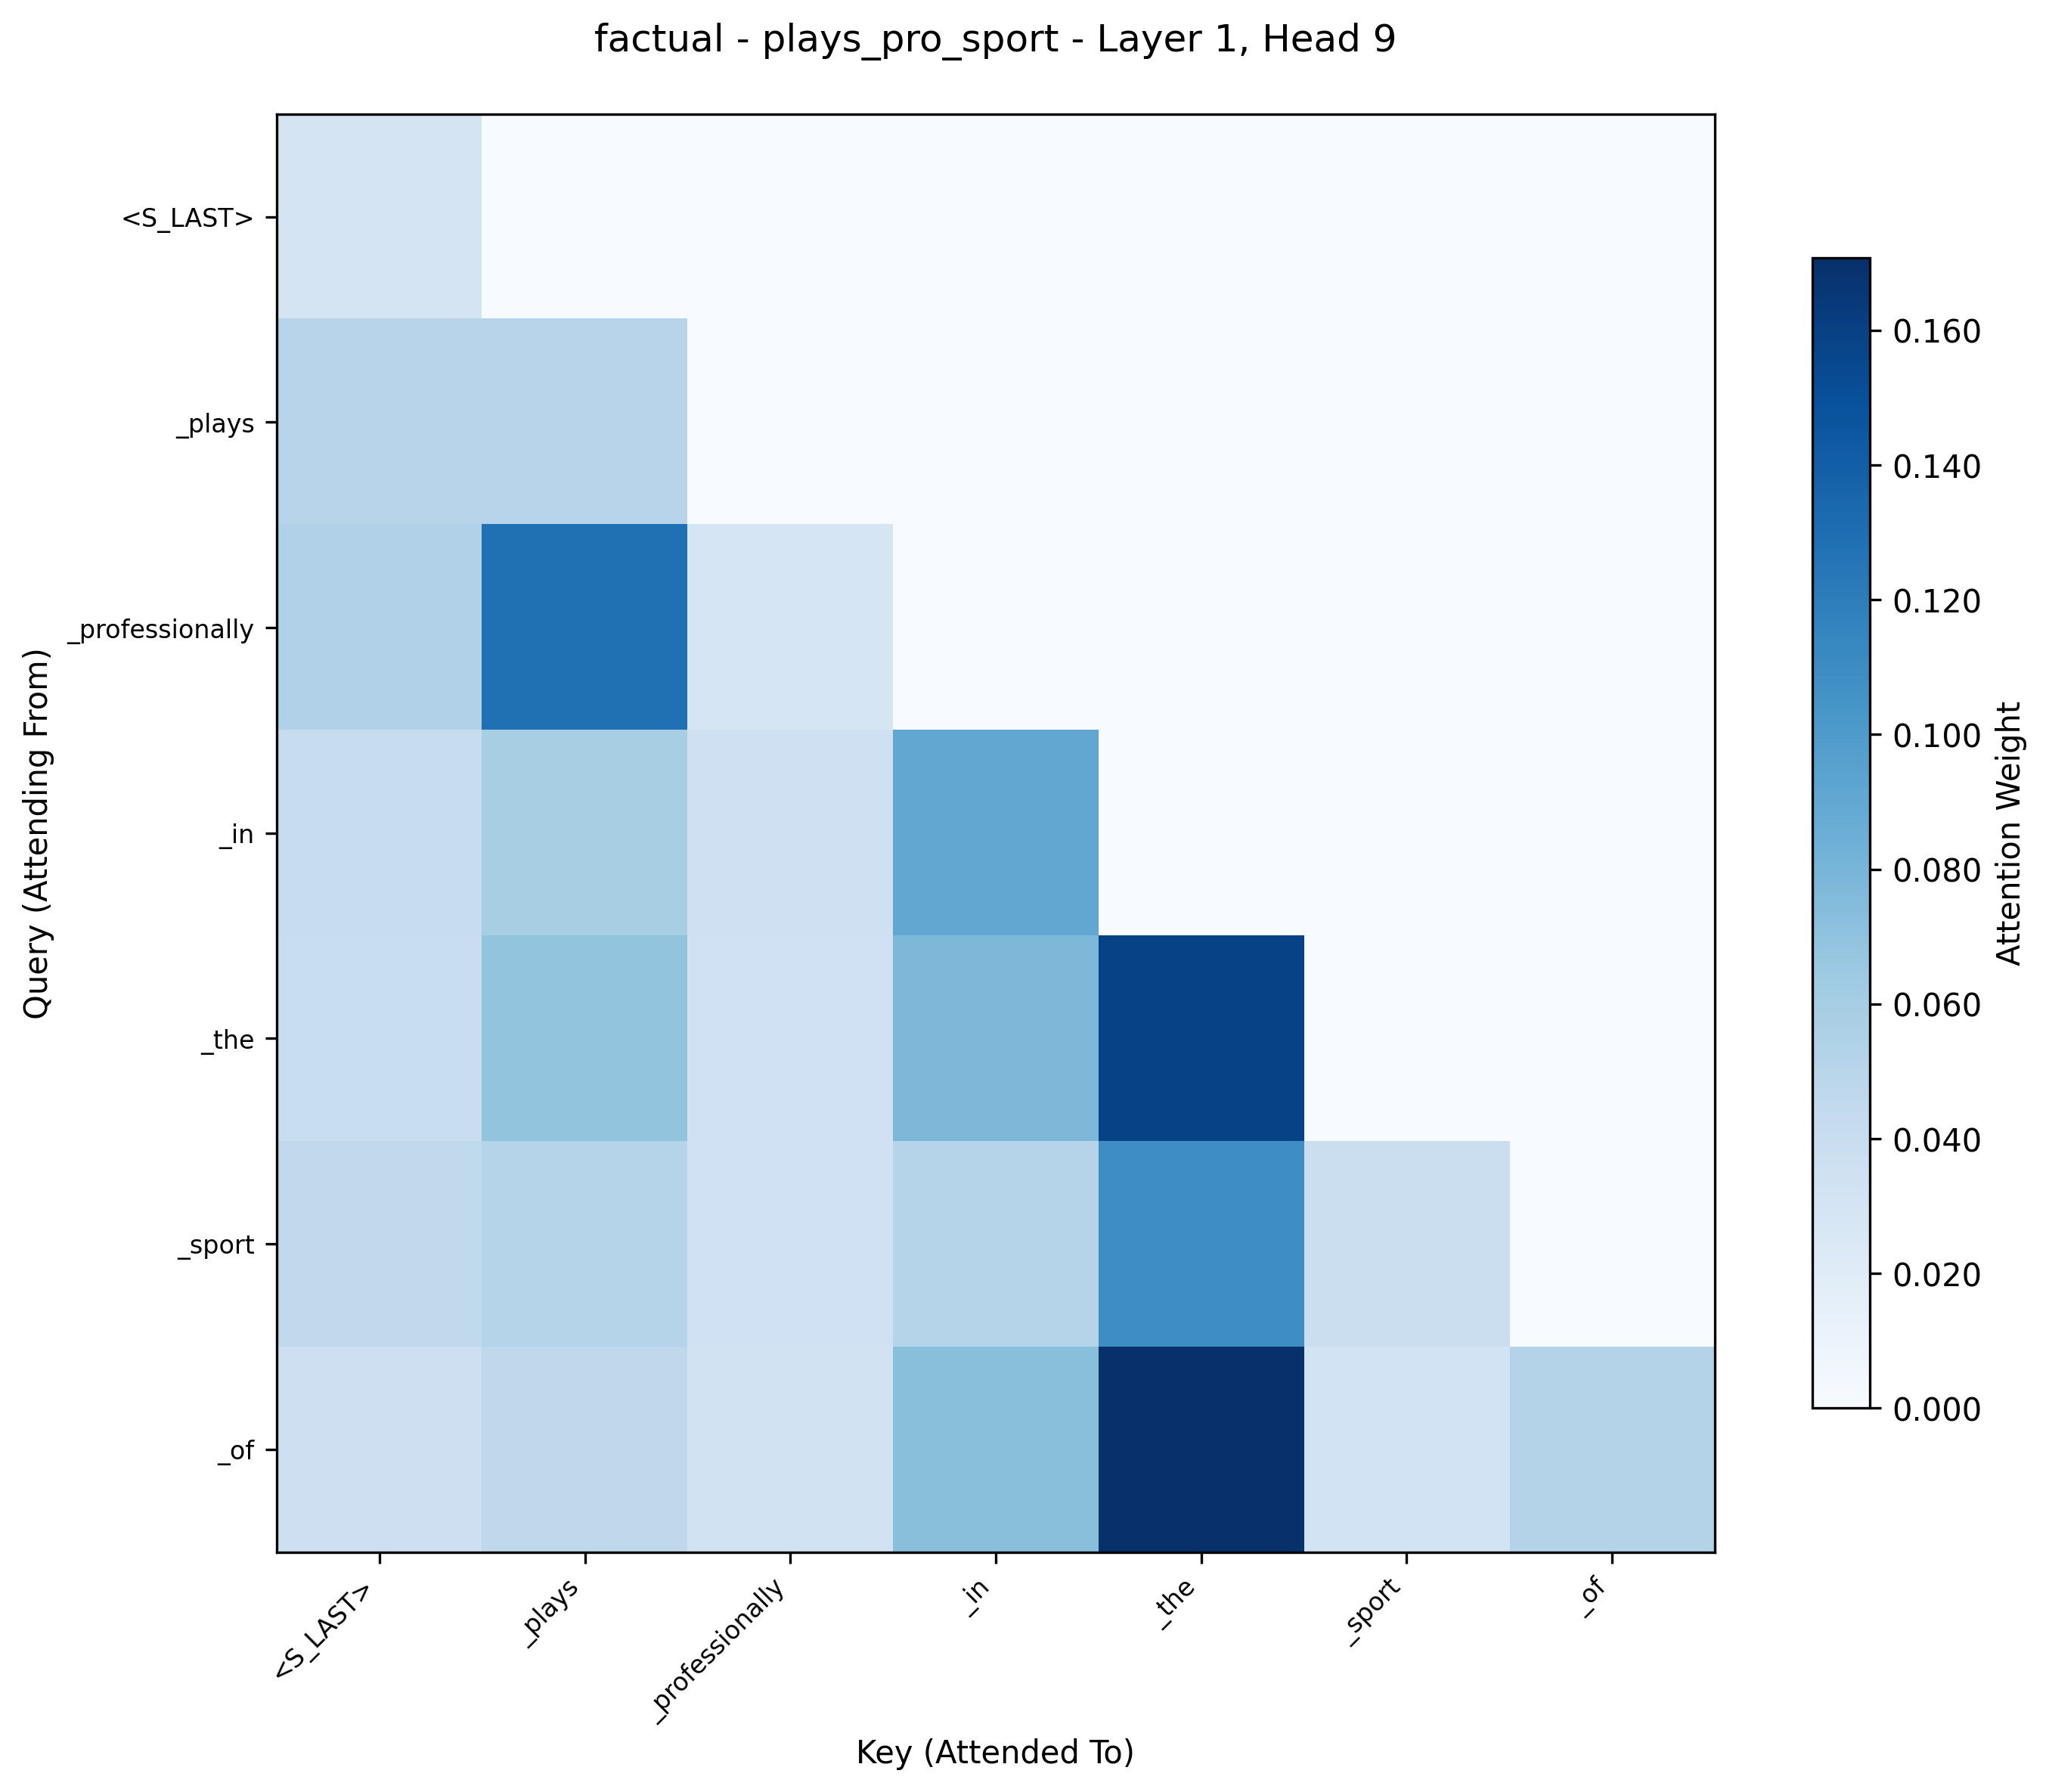 factual - plays_pro_sport - Layer 1, Head 9
Query (Attending From)
<S_LAST>
_plays
_professionally
_in
_the
_sport
_of
<S_LAST>
_plays
_professionally
_in
_the
_sport
_of
Key (Attended To)
0.160
0.140
0.120
0.100
0.080
0.060
0.040
0.020
0.000
Attention Weight